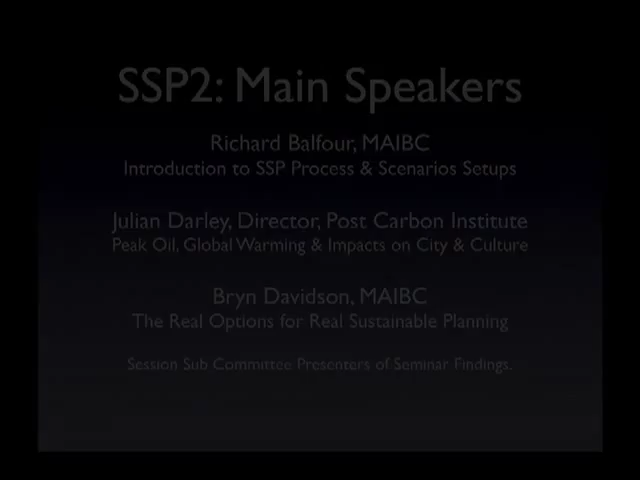 SSP2: Main Speakers
Richard Balfour, MAIBC
Introduction to SSP Process & Scenarios Setups
Julian Darley, Director, Post Carbon Institute
Peak Oil, Global Warming & Impacts on City & Culture
Bryn Davidson, MAIBC
The Real Options for Real Sustainable Planning
Session Sub Committee Presenters of Seminar Findings.